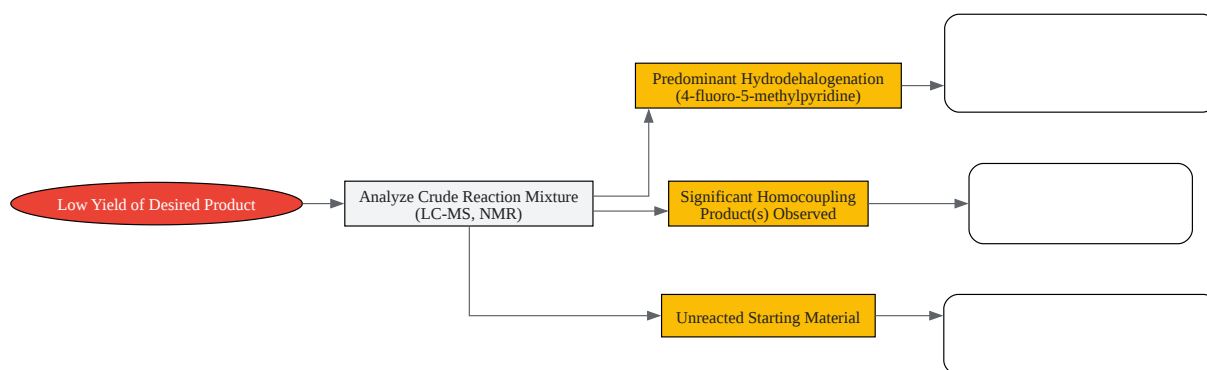 Predominant Hydrodehalogenation
(4-fluoro-5-methylpyridine)
Low Yield of Desired Product
Analyze Crude Reaction Mixture
(LC-MS, NMR)
Significant Homocoupling
Product(s) Observed
Unreacted Starting Material